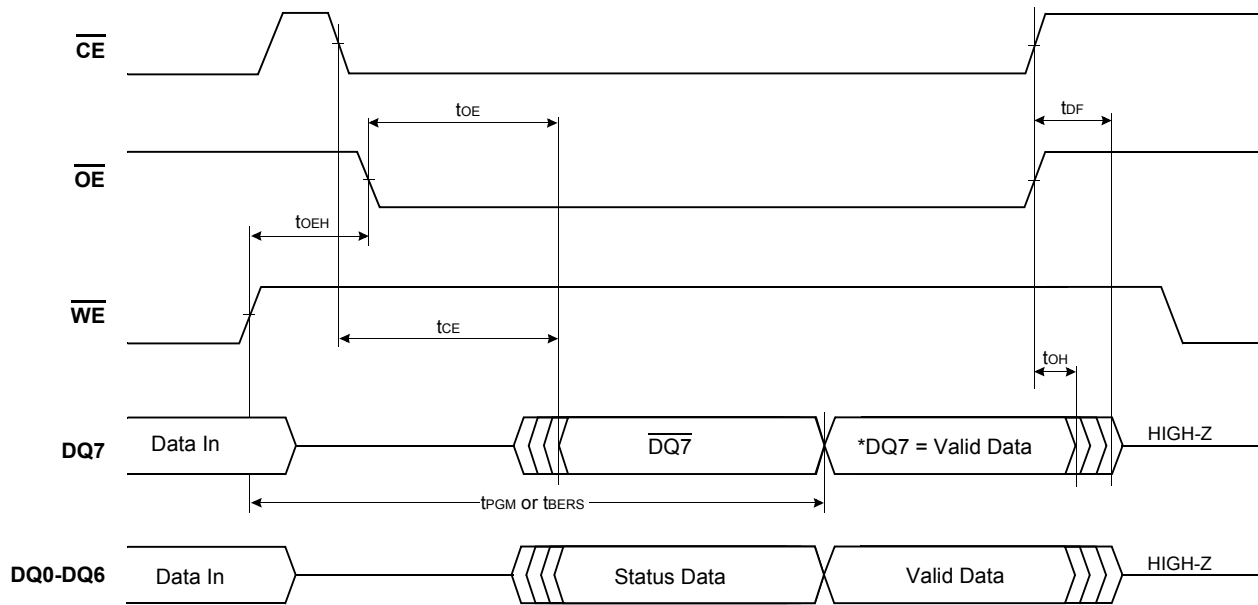 CE
tOE
tDF
OE
tOEH
WE
tCE
tOH
DQ7
Data In
DQ7
*DQ7 = Valid Data
HIGH-Z
tPGM or tBERS
DQ0-DQ6
Data In
Status Data
Valid Data
HIGH-Z